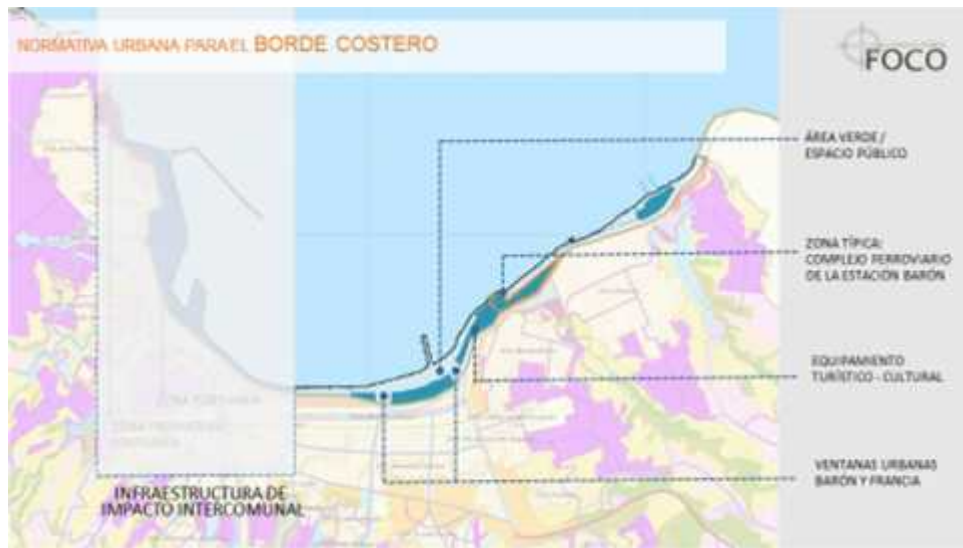 NORMATIVA URBANA PARA EL BORDE COSTERO
FOCO
ÁREA VERDE /
ESPACIO PÚBLICO
ZONA TÍPICA:
COMPLEJO FERROVIARIO
DE LA ESTACIÓN BARÓN
EQUIPAMIENTO
TURÍSTICO - CULTURAL
VENTANAS URBANAS
BARÓN Y FRANCIA
INFRAESTRUCTURA DE
IMPACTO INTERCOMUNAL